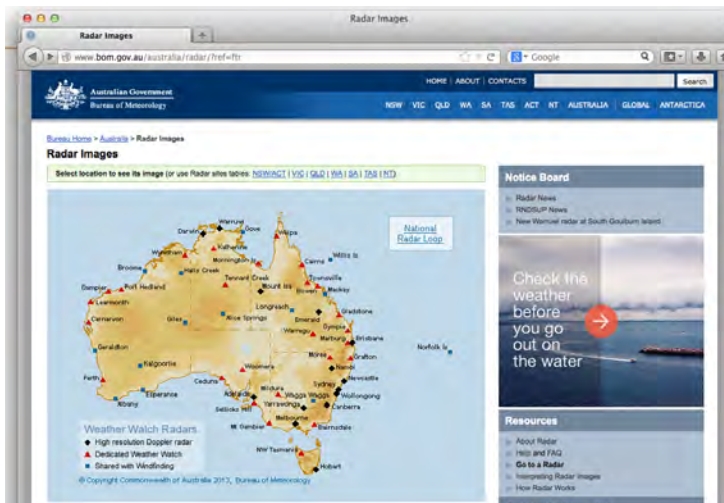 Radar Images
Radar Images
www.bom.gov.au/australia/radar/?ref=ftr
Google
HOME | ABOUT | CONTACTS
Search
Australian Government
Bureau of Meteorology
NSW VIC QLD WA SA TAS ACT NT AUSTRALIA GLOBAL ANTARCTICA
Bureau Home > Australia > Radar Images
Radar Images
Select location to see its image (or use Radar sites tables: NSW/ACT | VIC | QLD | WA | SA | TAS | NT)
National
Radar Loop
Warruwi
Darwin
Gove
Weipa
Katherine
Wyndham
Mornington Is
Cairns
Willis Is
Broome
Halls Creek
Tennant Creek
Townsville
Bowen
Mackay
Dampier
Port Hedland
Mount Isa
Learmonth
Longreach
Emerald
Gladstone
Carnarvon
Giles
Alice Springs
Warrego
Gympie
Marburg
Brisbane
Geraldton
Moree
Grafton
Norfolk Is
Kalgoorlie
Woomera
Namoi
Newcastle
Perth
Esperance
Ceduna
Mildura
Sydney
Wollongong
Albany
Adelaide
Wagga Wagga
Sellicks Hill
Yarrawonga
Canberra
Melbourne
Mt Gambier
Bairnsdale
NW Tasmania
Hobart
Weather Watch Radars
High resolution Doppler radar
Dedicated Weather Watch
Shared with Windfinding
© Copyright Commonwealth of Australia 2013, Bureau of Meteorology
Notice Board
Radar News
RNDSUP News
New Warruwi radar at South Goulburn Island
Check the
weather
before
you go
out on
the water
Resources
About Radar
Help and FAQ
Go to a Radar
Interpreting Radar Images
How Radar Works